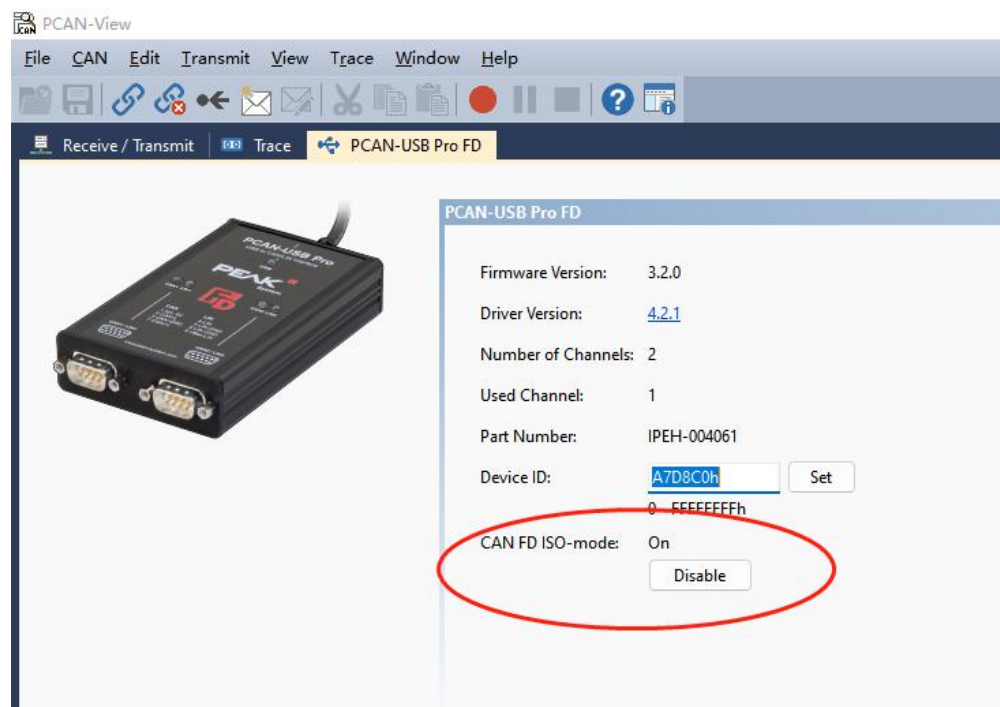 PCAN-View
File CAN Edit Transmit View Trace Window Help
Receive / Transmit Trace PCAN-USB Pro FD
PCAN-USB Pro FD
PCAN-USB Pro
PEAK
System
FD
Firmware Version: 3.2.0
Driver Version: 4.2.1
Number of Channels: 2
Used Channel: 1
Part Number: IPEH-004061
Device ID: A7D8C0h Set
0 FFFFFFFFh
CAN FD ISO-mode: On
Disable